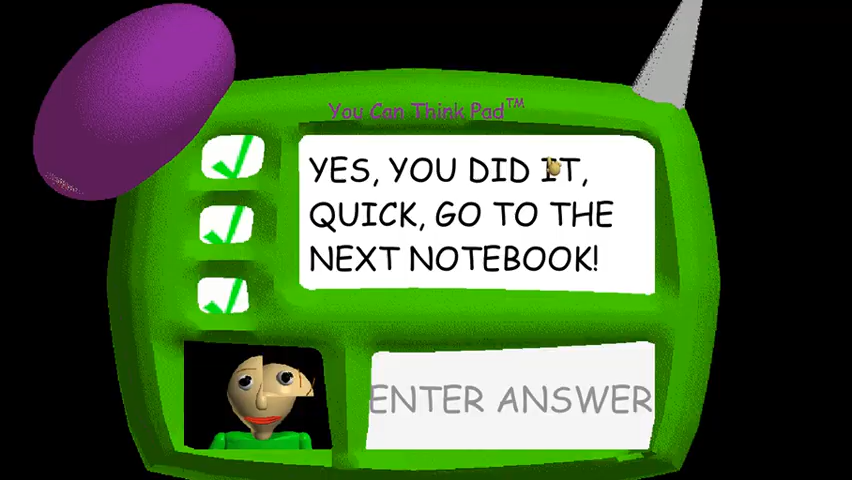 You Can Think Pad™
YES, YOU DID IT,
QUICK, GO TO THE
NEXT NOTEBOOK!
ENTER ANSWER